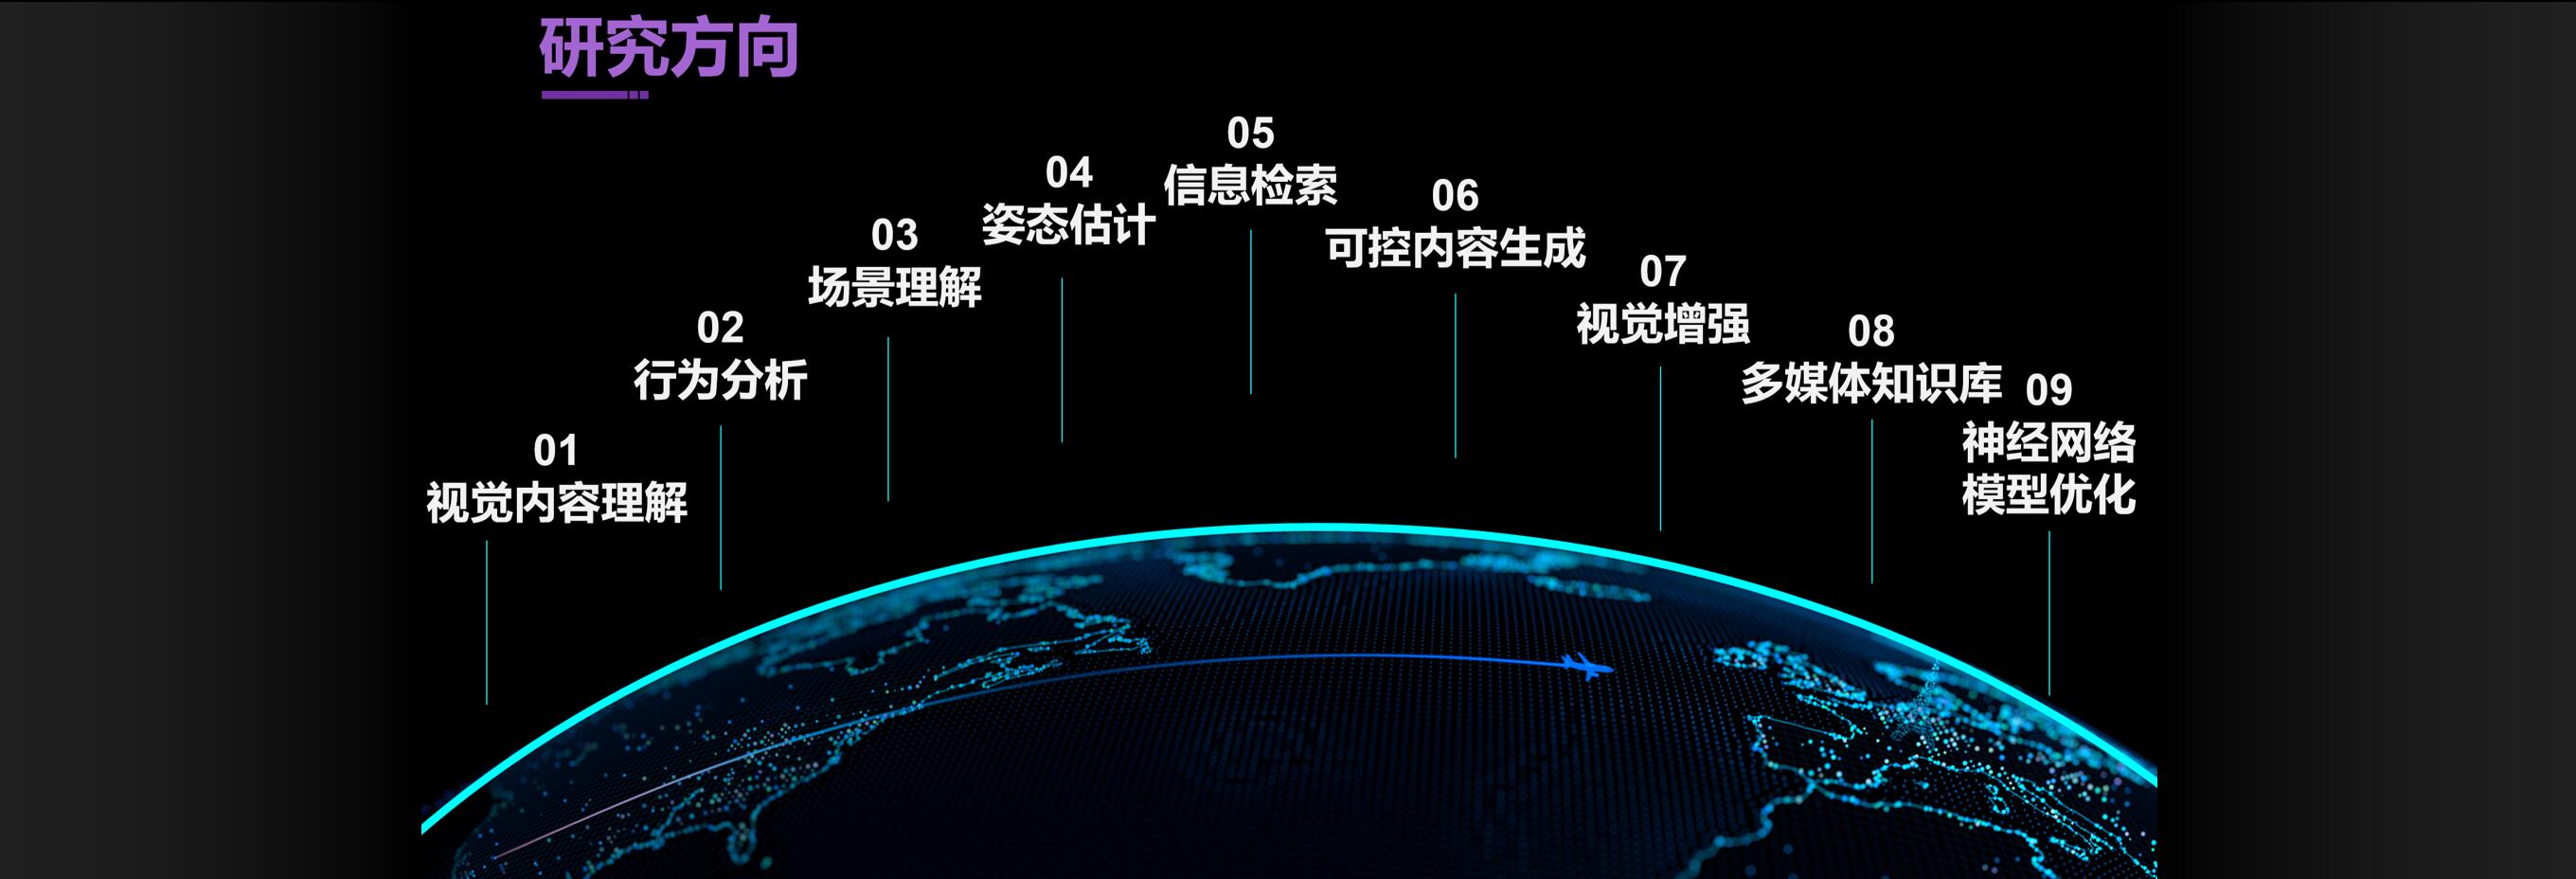 研究方向
01
视觉内容理解
02
行为分析
03
场景理解
04
姿态估计
05
信息检索
06
可控内容生成
07
视觉增强
08
多媒体知识库
09
神经网络
模型优化